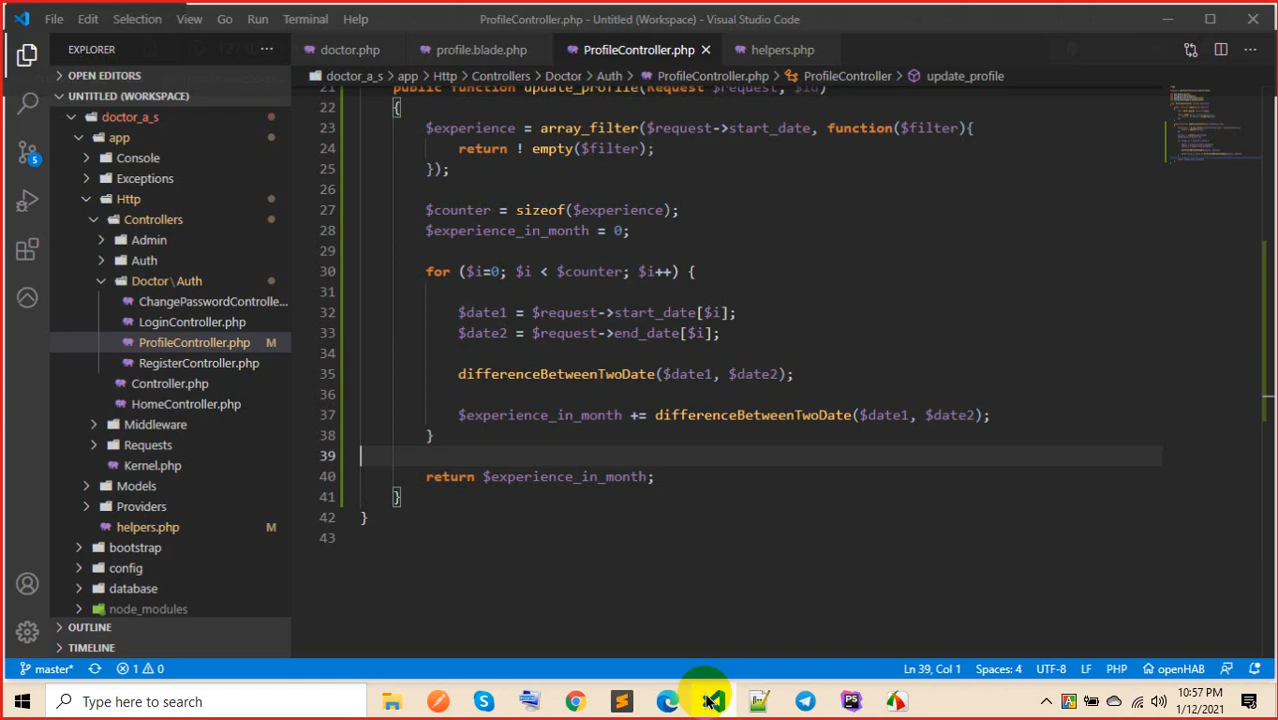 File Edit Selection View Go Run Terminal Help ProfileController.php - Untitled (Workspace) - Visual Studio Code
EXPLORER ...
doctor.php profile.blade.php ProfileController.php helpers.php
OPEN EDITORS
doctor_a_s > app > Http > Controllers > Doctor > Auth > ProfileController.php > ProfileController > update_profile
UNTITLED (WORKSPACE)
doctor_a_s
app
Console
Exceptions
Http
Controllers
Admin
Auth
Doctor\Auth
ChangePasswordControlle...
LoginController.php
ProfileController.php M
RegisterController.php
Controller.php
HomeController.php
Middleware
Requests
Kernel.php
Models
Providers
helpers.php M
bootstrap
config
database
node_modules
OUTLINE
TIMELINE
5
21 public function update_profile(Request $request, $id)
22 {
23 $experience = array_filter($request->start_date, function($filter){
24 return ! empty($filter);
25 });
26
27 $counter = sizeof($experience);
28 $experience_in_month = 0;
29
30 for ($i=0; $i < $counter; $i++) {
31
32 $date1 = $request->start_date[$i];
33 $date2 = $request->end_date[$i];
34
35 differenceBetweenTwoDate($date1, $date2);
36
37 $experience_in_month += differenceBetweenTwoDate($date1, $date2);
38 }
39
40 return $experience_in_month;
41 }
42 }
43
master* 1 0 Ln 39, Col 1 Spaces: 4 UTF-8 LF PHP openHAB
Type here to search
10:57 PM
1/12/2021